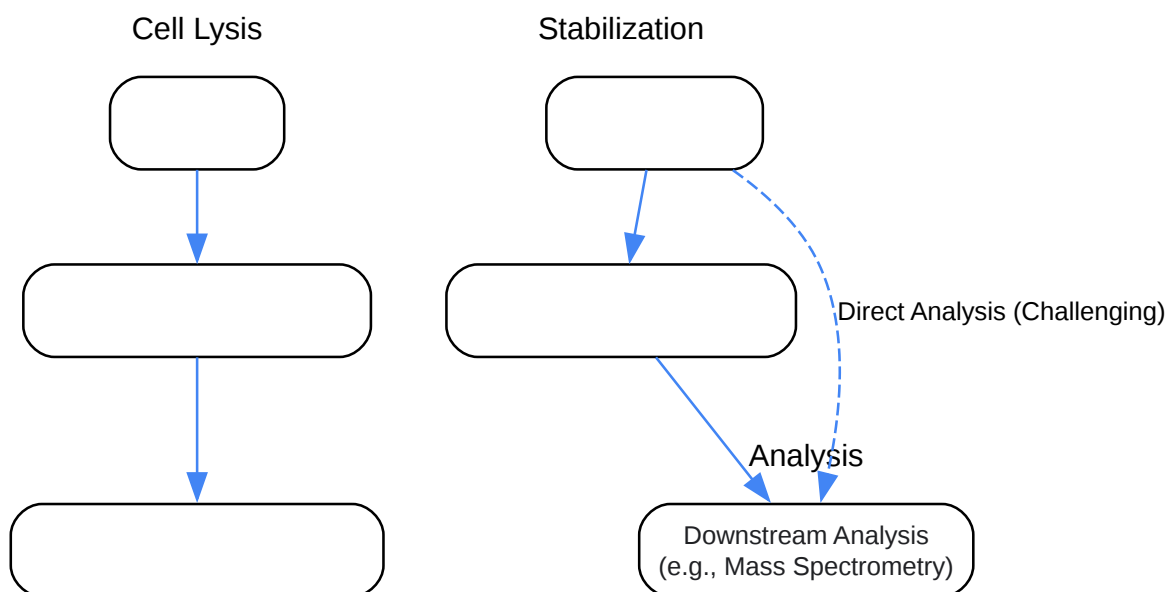 Cell Lysis
Stabilization
Direct Analysis (Challenging)
Analysis
Downstream Analysis
(e.g., Mass Spectrometry)